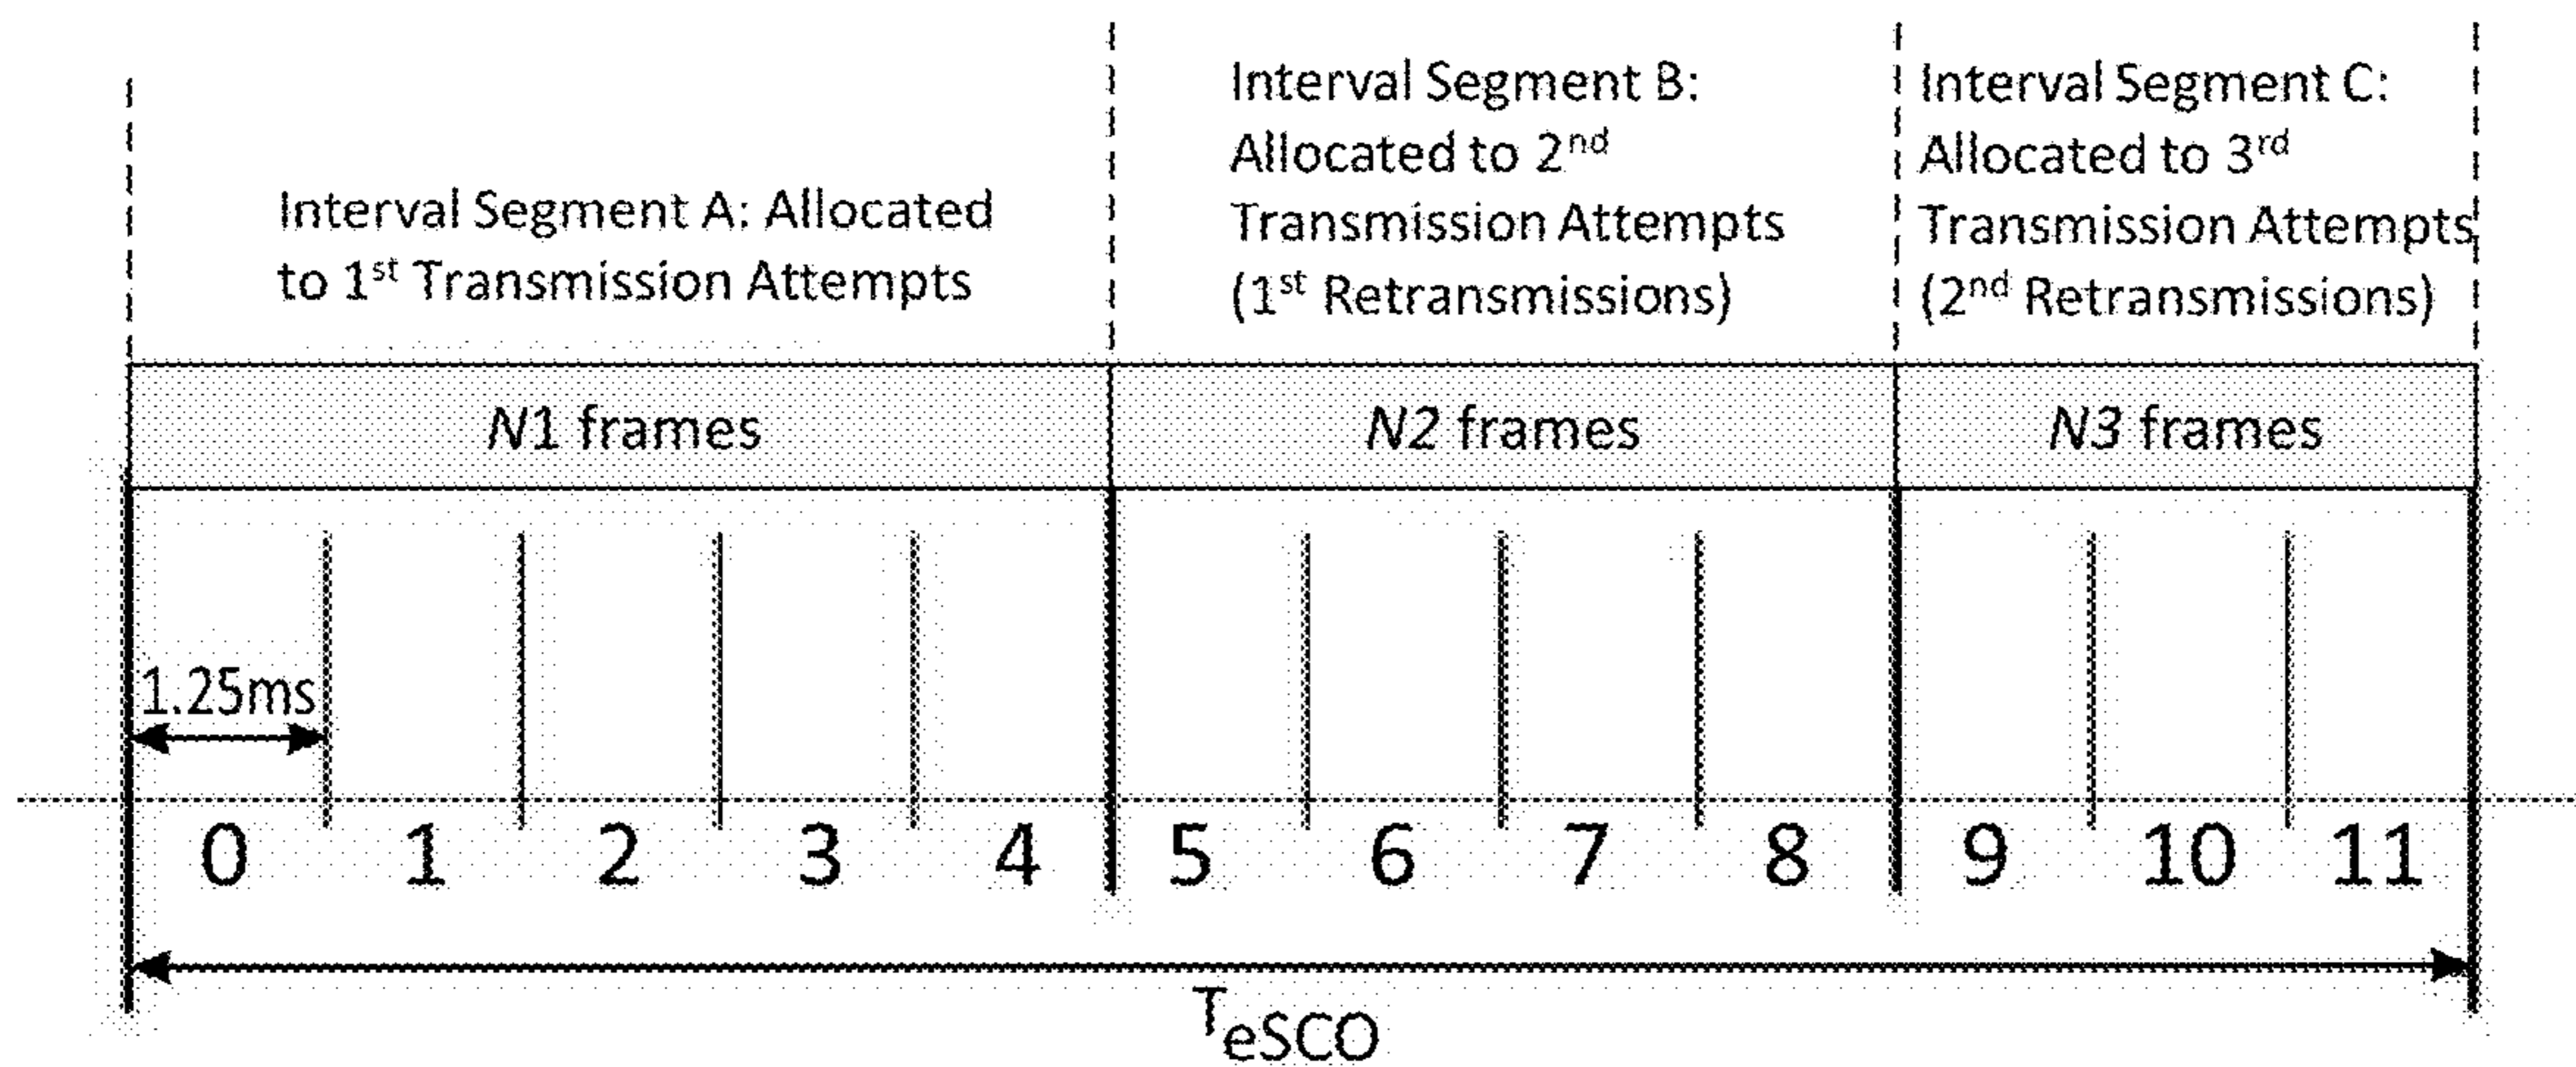 Interval Segment A: Allocated
to 1st Transmission Attempts
Interval Segment B:
Allocated to 2nd
Transmission Attempts
(1st Retransmissions)
Interval Segment C:
Allocated to 3rd
Transmission Attempts
(2nd Retransmissions)
N1 frames
N2 frames
N3 frames
1.25ms
0 1 2 3 4 5 6 7 8 9 10 11
TeSCO